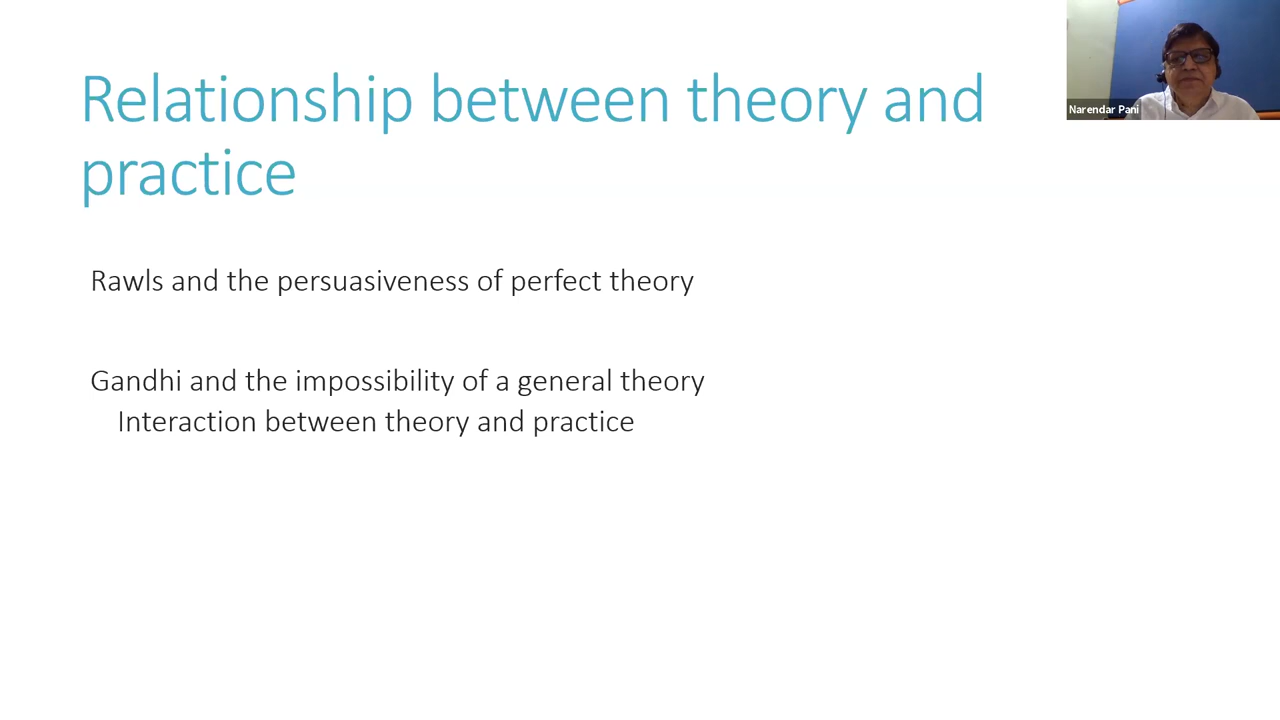 Relationship between theory and
practice
Narendar Pani
Rawls and the persuasiveness of perfect theory
Gandhi and the impossibility of a general theory
Interaction between theory and practice